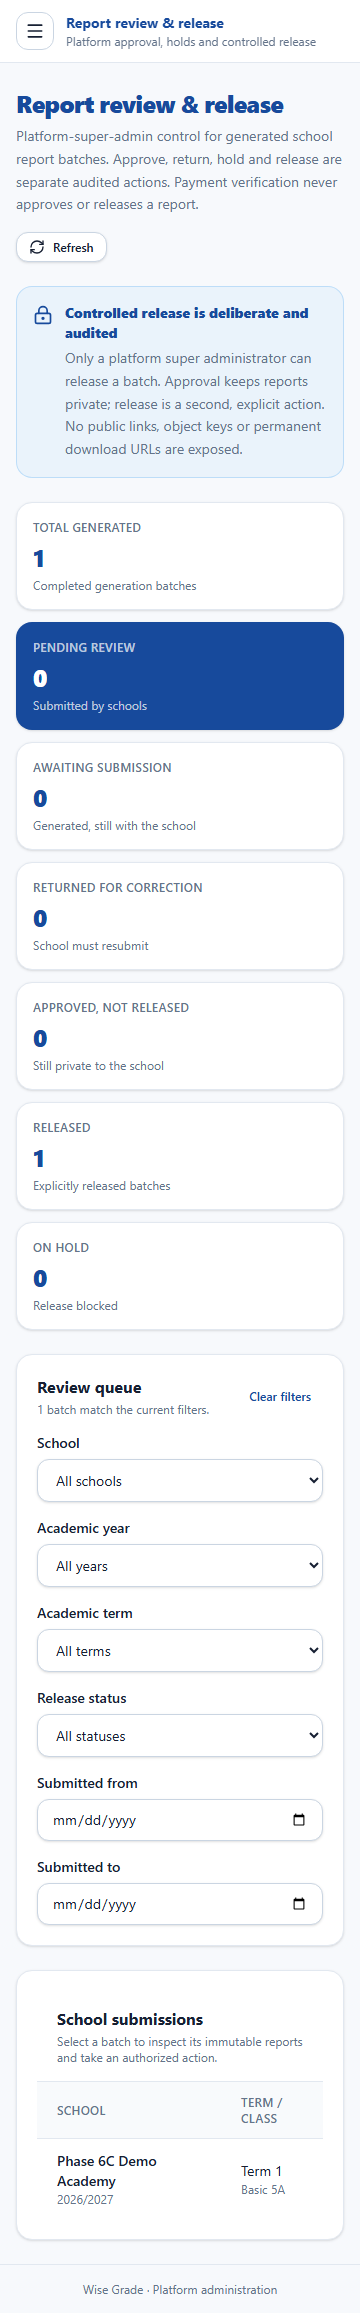 Report review & release
Platform approval, holds and controlled release
Report review & release
Platform-super-admin control for generated school
report batches. Approve, return, hold and release are
separate audited actions. Payment verification never
approves or releases a report.
Refresh
Controlled release is deliberate and
audited
Only a platform super administrator can
release a batch. Approval keeps reports
private; release is a second, explicit action.
No public links, object keys or permanent
download URLs are exposed.
TOTAL GENERATED
1
Completed generation batches
PENDING REVIEW
0
Submitted by schools
AWAITING SUBMISSION
0
Generated, still with the school
RETURNED FOR CORRECTION
0
School must resubmit
APPROVED, NOT RELEASED
0
Still private to the school
RELEASED
1
Explicitly released batches
ON HOLD
0
Release blocked
Review queue
1 batch match the current filters.
Clear filters
School
All schools
Academic year
All years
Academic term
All terms
Release status
All statuses
Submitted from
mm/dd/yyyy
Submitted to
mm/dd/yyyy
School submissions
Select a batch to inspect its immutable reports
and take an authorized action.
SCHOOL
TERM /
CLASS
Phase 6C Demo
Academy
2026/2027
Term 1
Basic 5A
Wise Grade · Platform administration